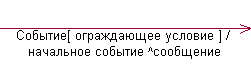 Событие[ ограждающее условие ] /
начальное событие ^сообщение